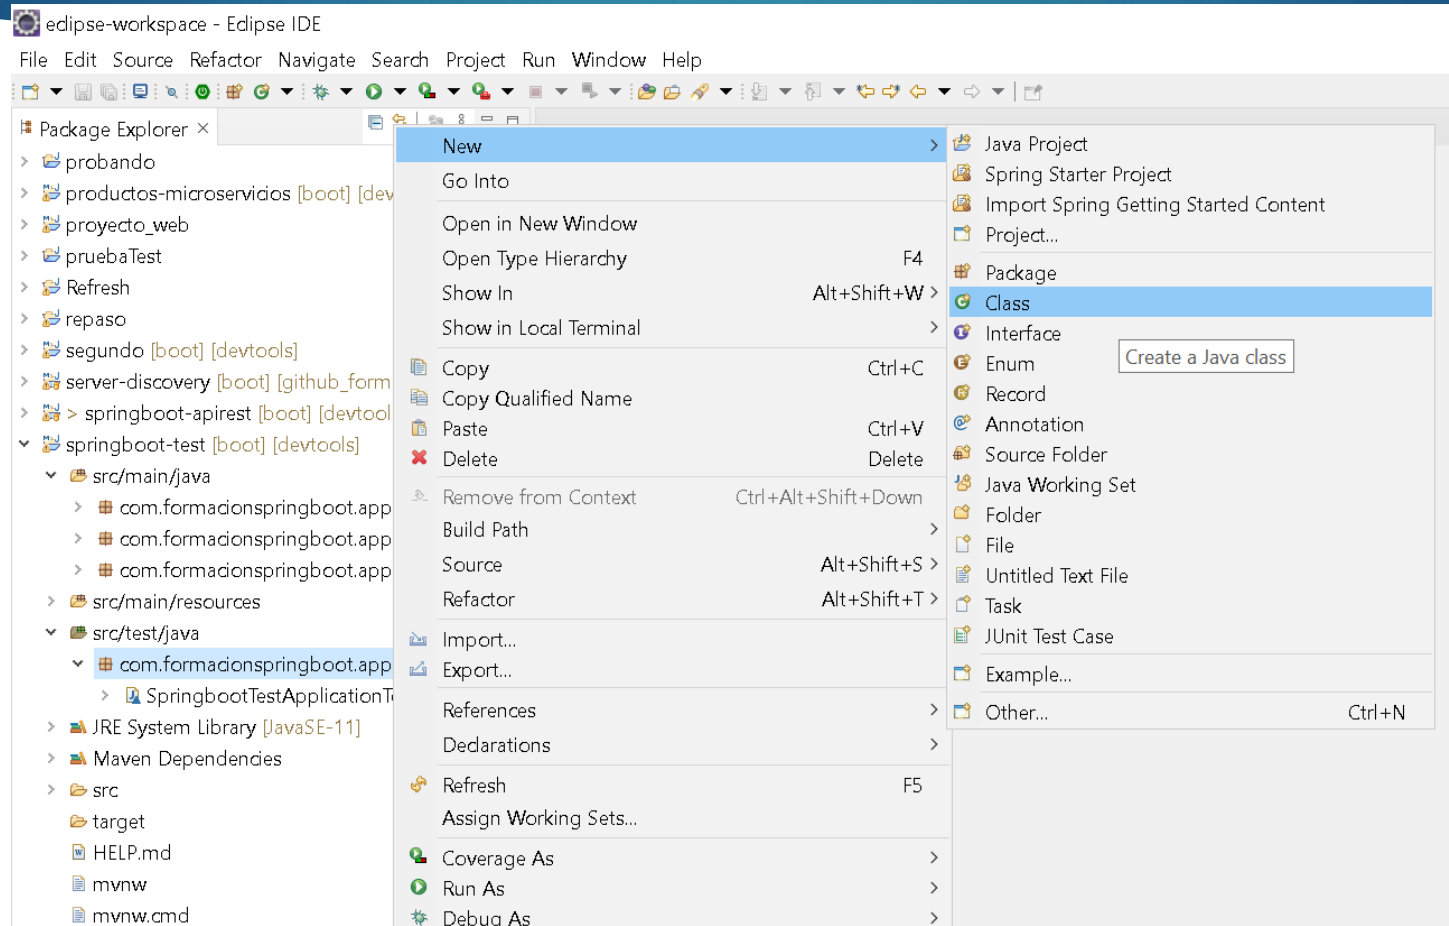 eclipse-workspace - Eclipse IDE
File Edit Source Refactor Navigate Search Project Run Window Help
Package Explorer
probando
productos-microservicios [boot] [dev
proyecto_web
pruebaTest
Refresh
repaso
segundo [boot] [devtools]
server-discovery [boot] [github_form
> springboot-apirest [boot] [devtool
springboot-test [boot] [devtools]
src/main/java
com.formacionspringboot.app
com.formacionspringboot.app
com.formacionspringboot.app
src/main/resources
src/test/java
com.formacionspringboot.app
SpringbootTestApplicationTe
JRE System Library [JavaSE-11]
Maven Dependencies
src
target
HELP.md
mvnw
mvnw.cmd
New
Go Into
Open in New Window
Open Type Hierarchy F4
Show In Alt+Shift+W
Show in Local Terminal
Copy Ctrl+C
Copy Qualified Name
Paste Ctrl+V
Delete Delete
Remove from Context Ctrl+Alt+Shift+Down
Build Path
Source Alt+Shift+S
Refactor Alt+Shift+T
Import...
Export...
References
Declarations
Refresh F5
Assign Working Sets...
Coverage As
Run As
Debug As
Java Project
Spring Starter Project
Import Spring Getting Started Content
Project...
Package
Class
Interface
Enum
Create a Java class
Record
Annotation
Source Folder
Java Working Set
Folder
File
Untitled Text File
Task
JUnit Test Case
Example...
Other... Ctrl+N